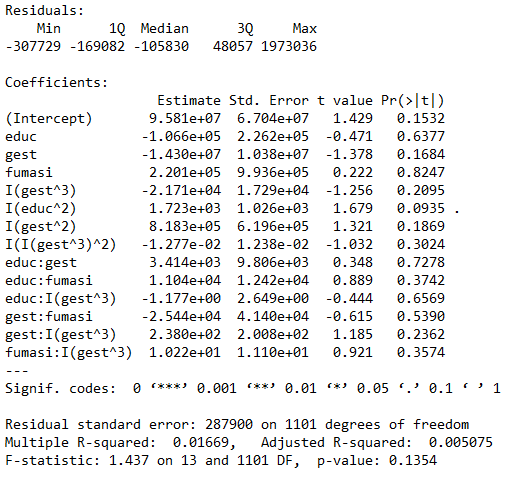 Residuals:
    Min      1Q  Median      3Q     Max
-307729 -169082 -105830   48057 1973036

Coefficients:
                   Estimate Std. Error t value Pr(>|t|)
(Intercept)       9.581e+07  6.704e+07   1.429   0.1532
educ             -1.066e+05  2.262e+05  -0.471   0.6377
gest             -1.430e+07  1.038e+07  -1.378   0.1684
fumasi            2.201e+05  9.936e+05   0.222   0.8247
I(gest^3)        -2.171e+04  1.729e+04  -1.256   0.2095
I(educ^2)         1.723e+03  1.026e+03   1.679   0.0935 .
I(gest^2)         8.183e+05  6.196e+05   1.321   0.1869
I(I(gest^3)^2)   -1.277e-02  1.238e-02  -1.032   0.3024
educ:gest         3.414e+03  9.806e+03   0.348   0.7278
educ:fumasi       1.104e+04  1.242e+04   0.889   0.3742
educ:I(gest^3)   -1.177e+00  2.649e+00  -0.444   0.6569
gest:fumasi      -2.544e+04  4.140e+04  -0.615   0.5390
gest:I(gest^3)    2.380e+02  2.008e+02   1.185   0.2362
fumasi:I(gest^3)  1.022e+01  1.110e+01   0.921   0.3574
---
Signif. codes:  0 ‘***’ 0.001 ‘**’ 0.01 ‘*’ 0.05 ‘.’ 0.1 ‘ ’ 1

Residual standard error: 287900 on 1101 degrees of freedom
Multiple R-squared:  0.01669,   Adjusted R-squared:  0.005075
F-statistic: 1.437 on 13 and 1101 DF,  p-value: 0.1354